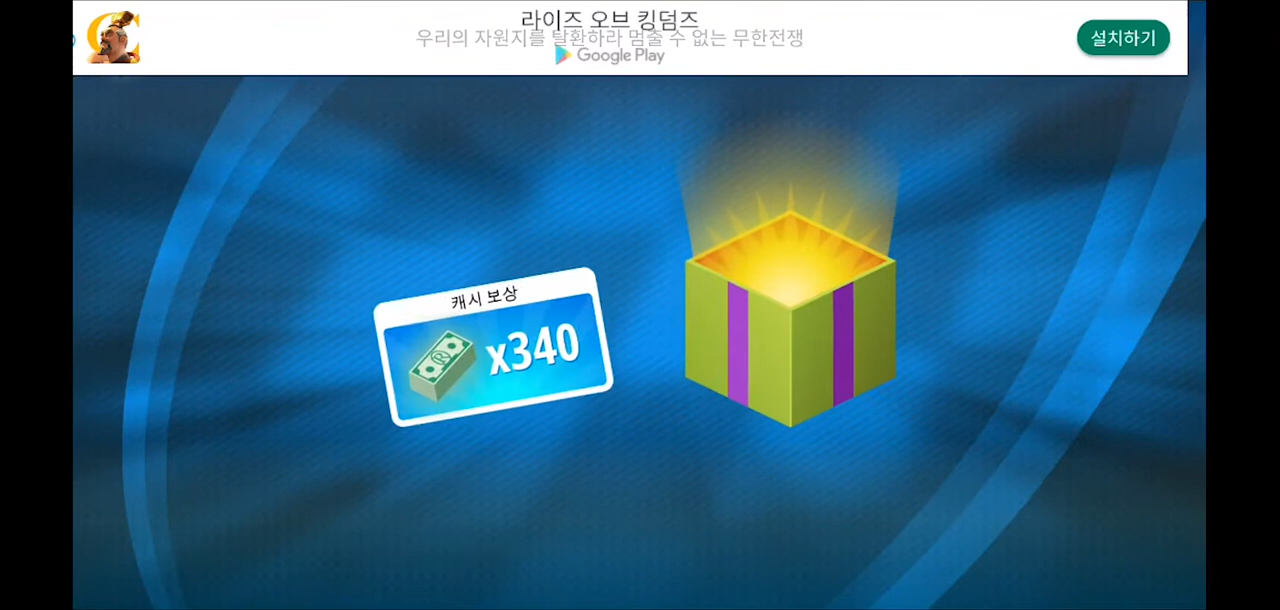 라이즈 오브 킹덤즈
우리의 자원지를 탈환하라 멈출 수 없는 무한전쟁
Google Play
설치하기
캐시 보상
x340